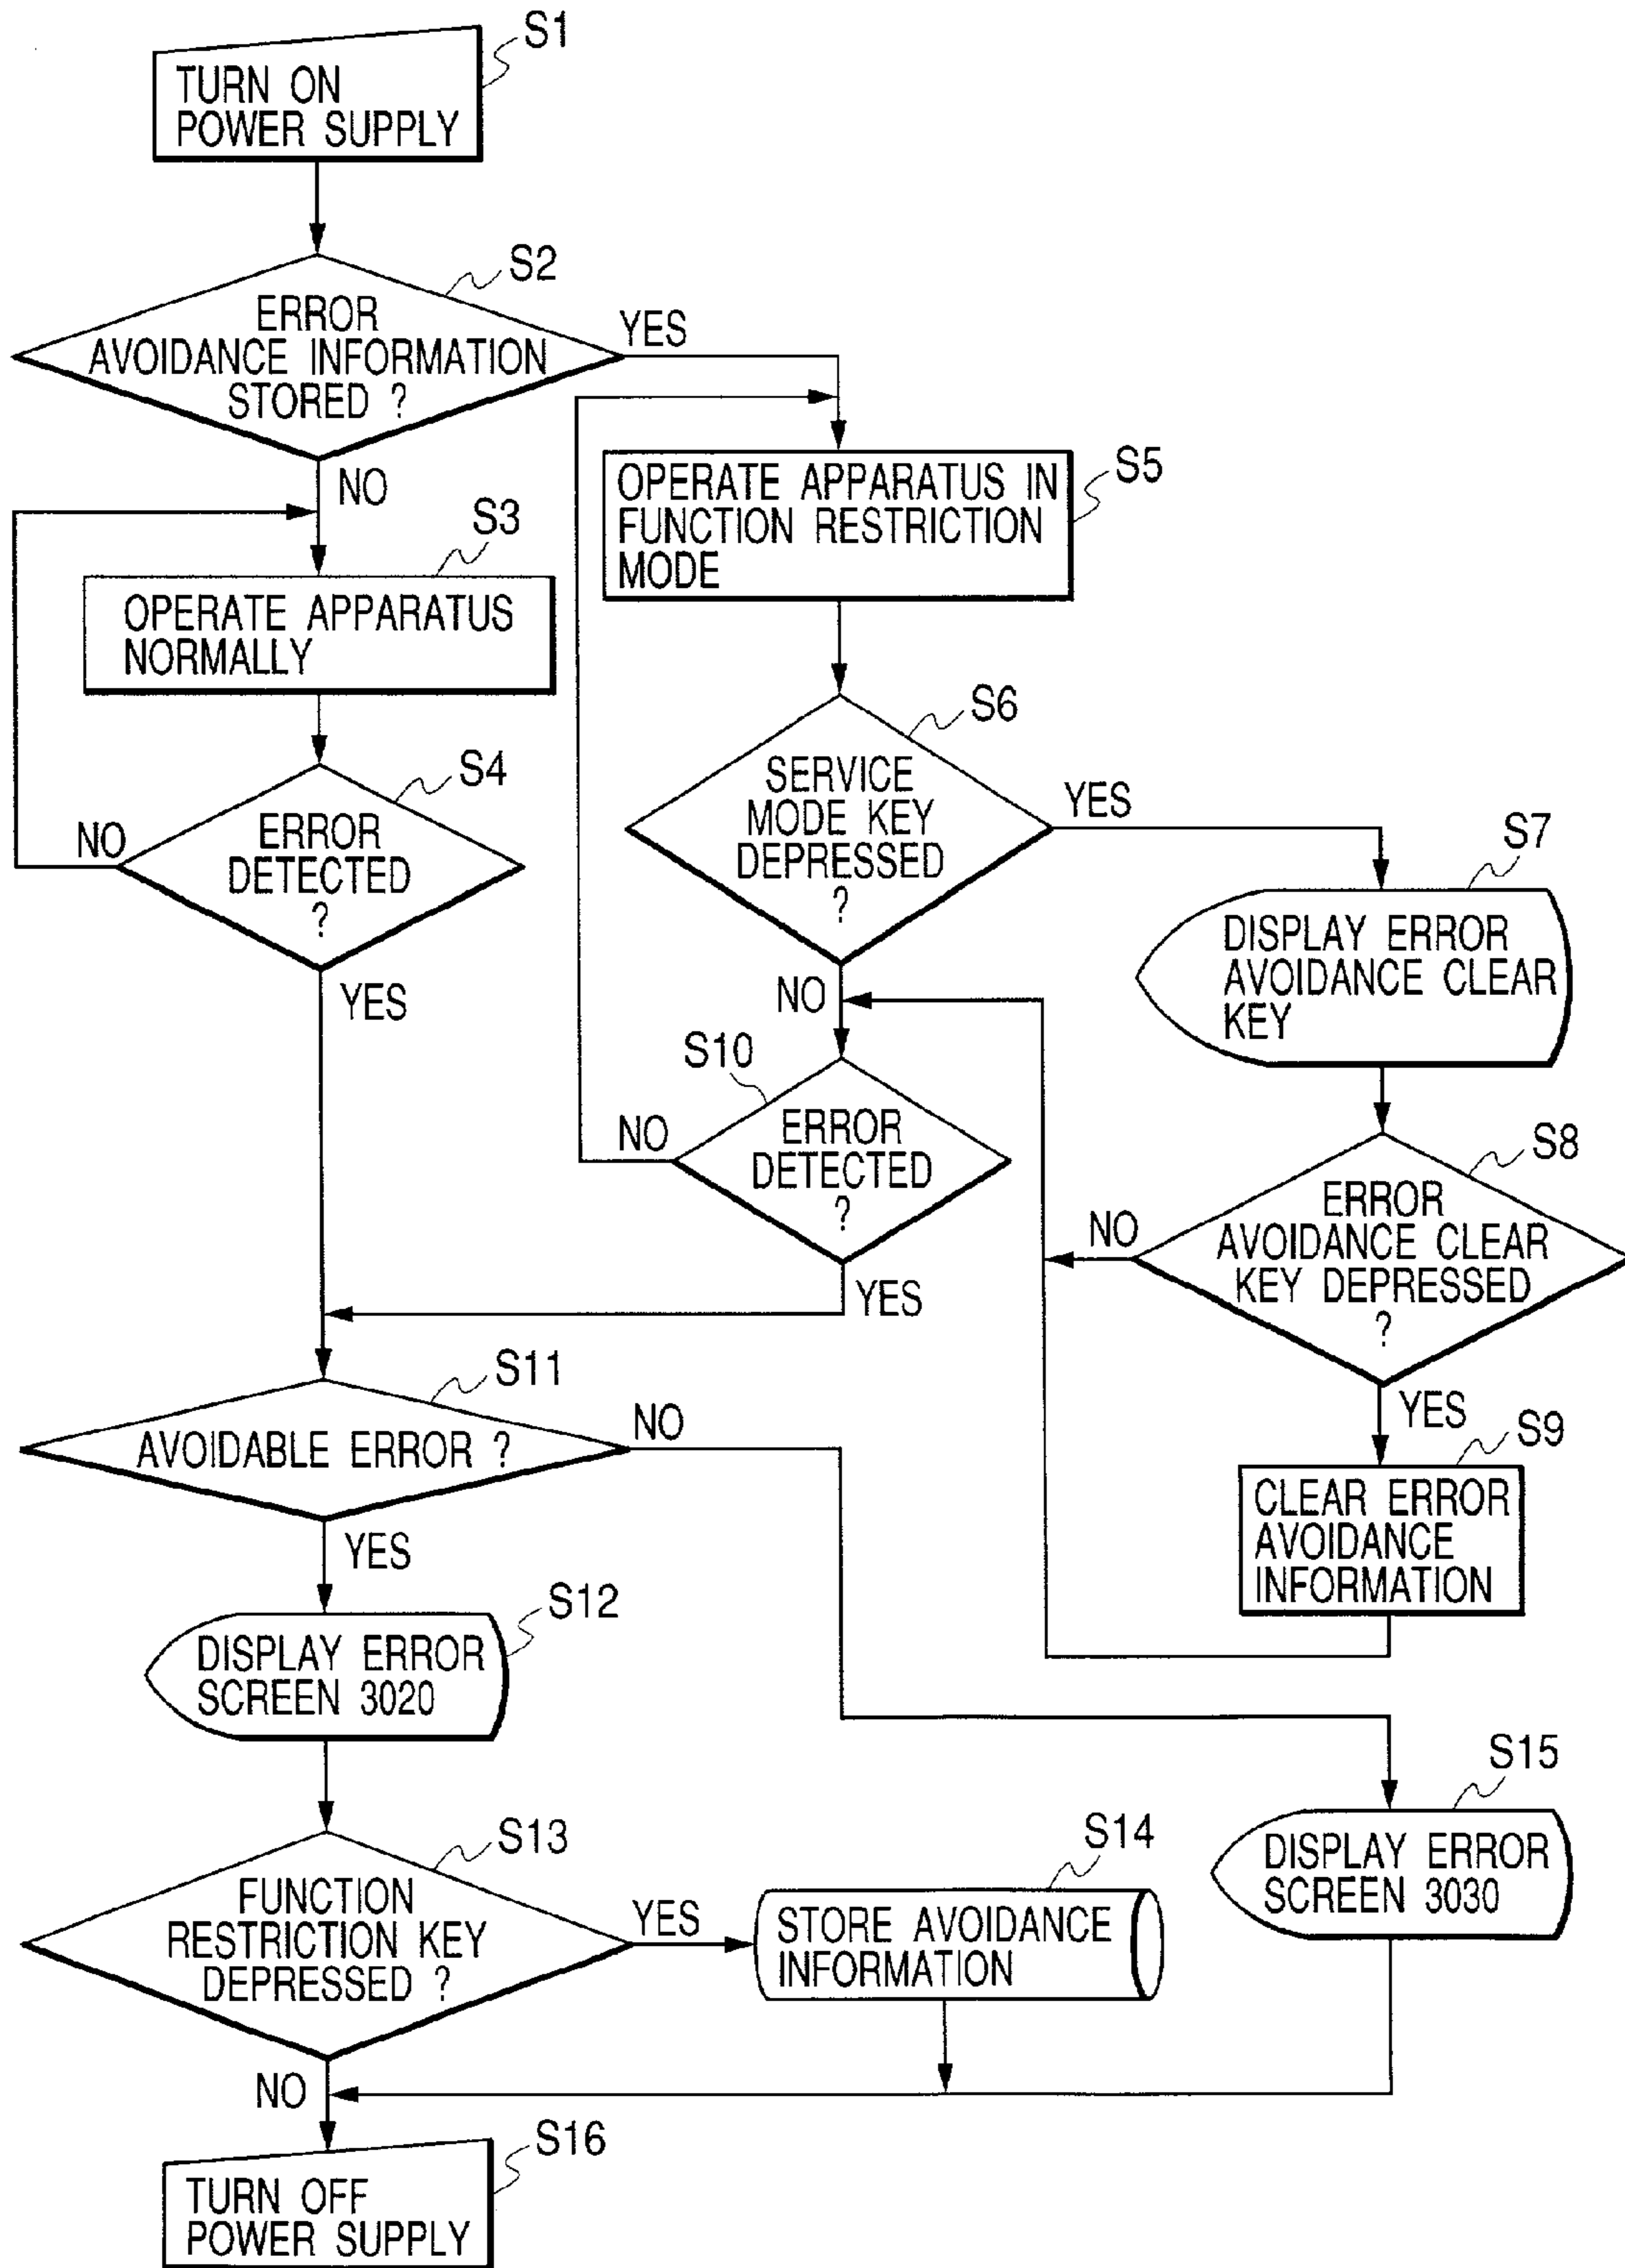 S1
TURN ON
POWER SUPPLY
S2
ERROR
AVOIDANCE INFORMATION
STORED ?
YES
NO
S3
OPERATE APPARATUS
NORMALLY
S4
ERROR
DETECTED
?
NO
YES
S5
OPERATE APPARATUS IN
FUNCTION RESTRICTION
MODE
S6
SERVICE
MODE KEY
DEPRESSED
?
YES
NO
S7
DISPLAY ERROR
AVOIDANCE CLEAR
KEY
S8
ERROR
AVOIDANCE CLEAR
KEY DEPRESSED
?
NO
YES
S9
CLEAR ERROR
AVOIDANCE
INFORMATION
S10
ERROR
DETECTED
?
NO
YES
S11
AVOIDABLE ERROR ?
NO
YES
S12
DISPLAY ERROR
SCREEN 3020
S13
FUNCTION
RESTRICTION KEY
DEPRESSED ?
YES
NO
S14
STORE AVOIDANCE
INFORMATION
S15
DISPLAY ERROR
SCREEN 3030
S16
TURN OFF
POWER SUPPLY